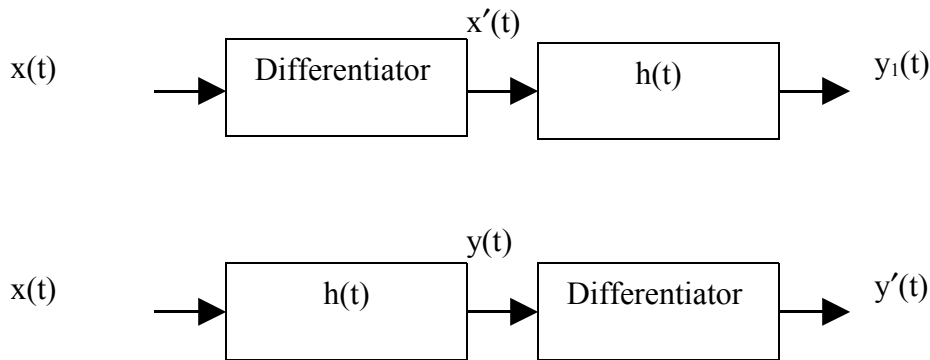 x′(t)
x(t) Differentiator h(t) y₁(t)
y(t)
x(t) h(t) Differentiator y′(t)